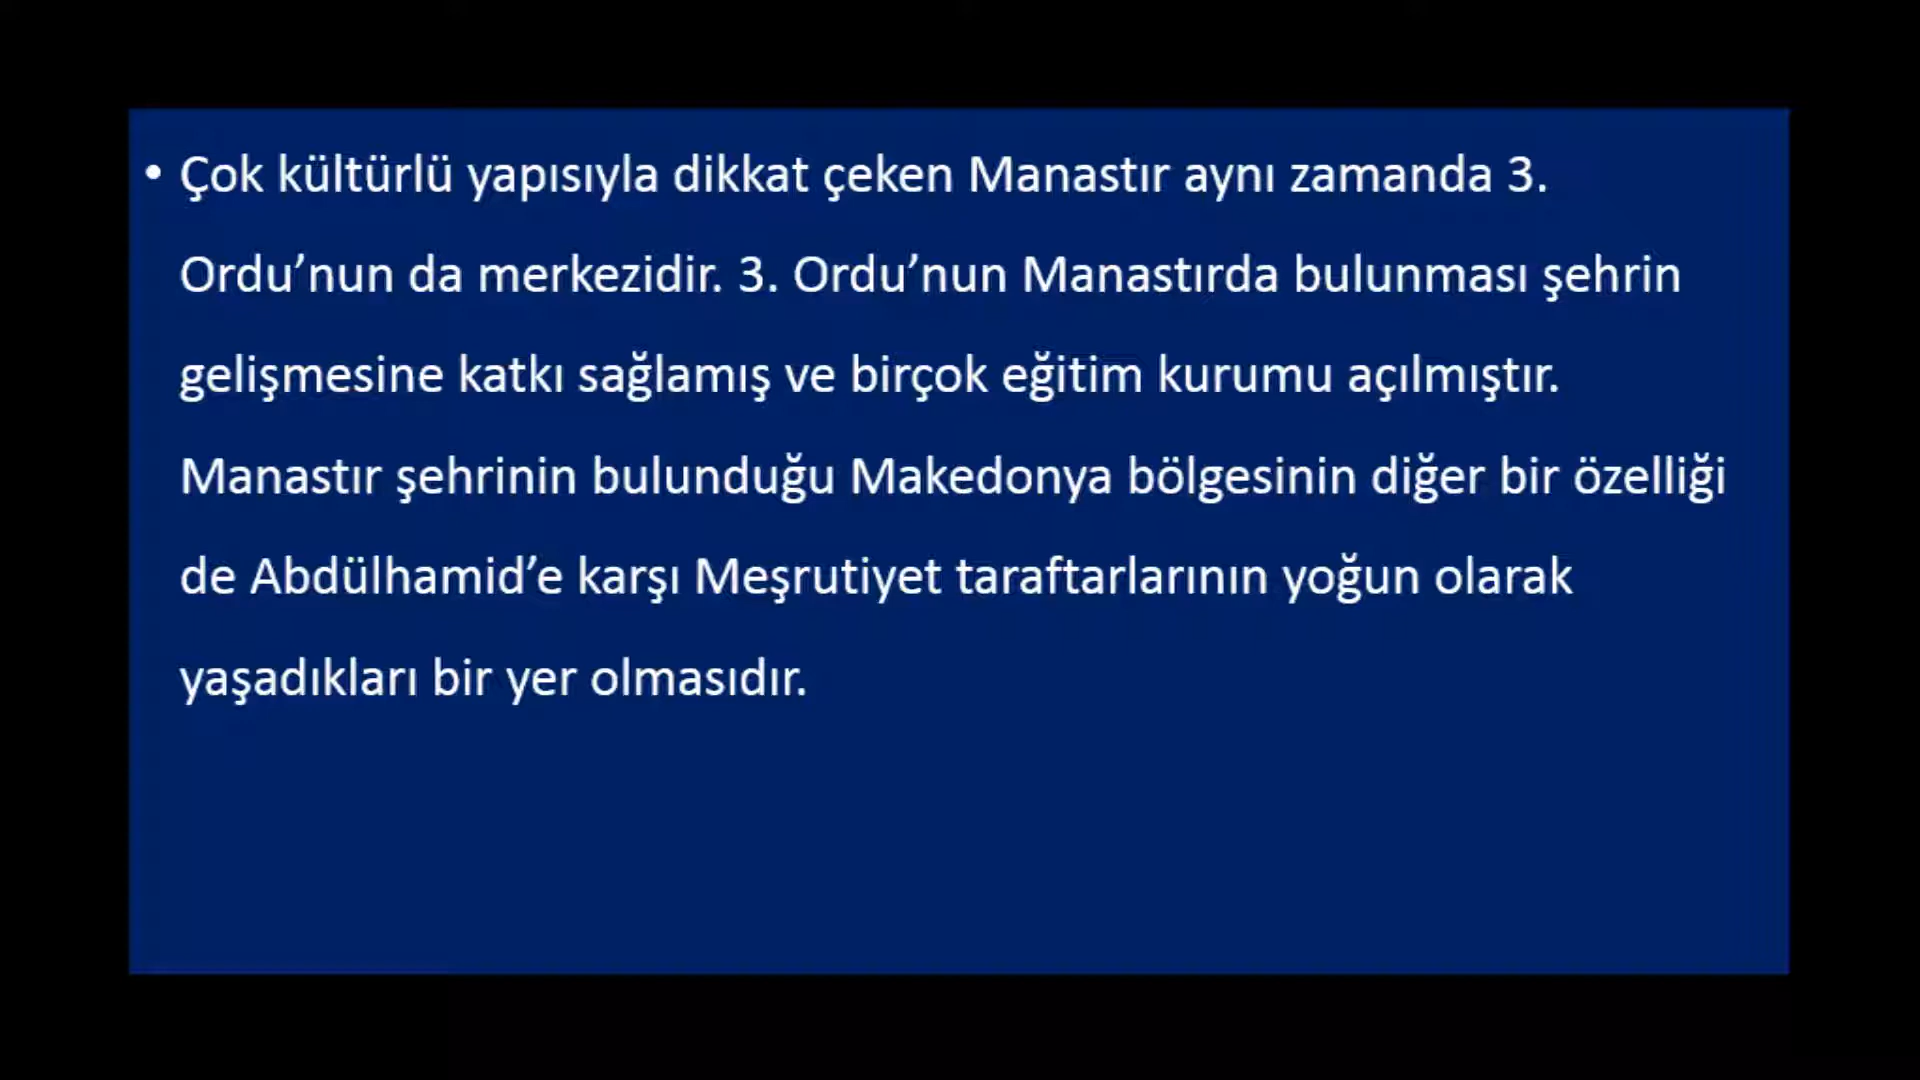 • Çok kültürlü yapısıyla dikkat çeken Manastır aynı zamanda 3.
Ordu’nun da merkezidir. 3. Ordu’nun Manastırda bulunması şehrin
gelişmesine katkı sağlamış ve birçok eğitim kurumu açılmıştır.
Manastır şehrinin bulunduğu Makedonya bölgesinin diğer bir özelliği
de Abdülhamid’e karşı Meşrutiyet taraftarlarının yoğun olarak
yaşadıkları bir yer olmasıdır.